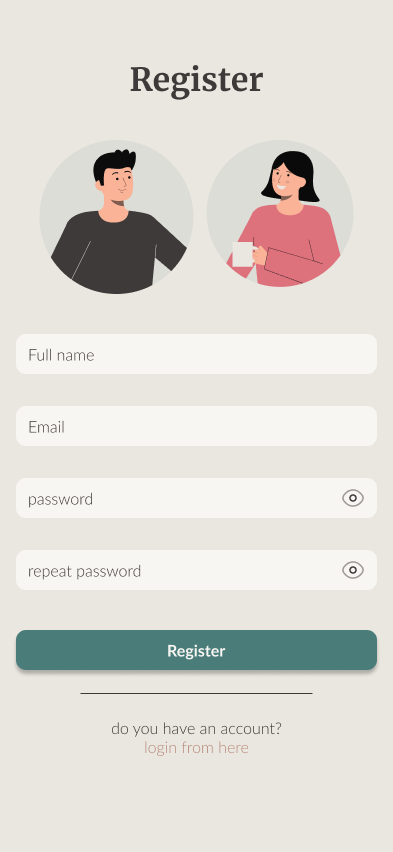 Register
Full name
Email
password
repeat password
Register
do you have an account?
login from here